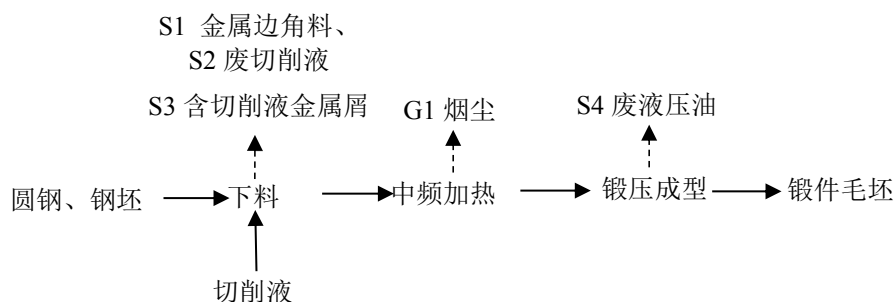 S1 金属边角料、
S2 废切削液
S3 含切削液金属屑
G1 烟尘
S4 废液压油
圆钢、钢坯
下料
中频加热
锻压成型
锻件毛坯
切削液